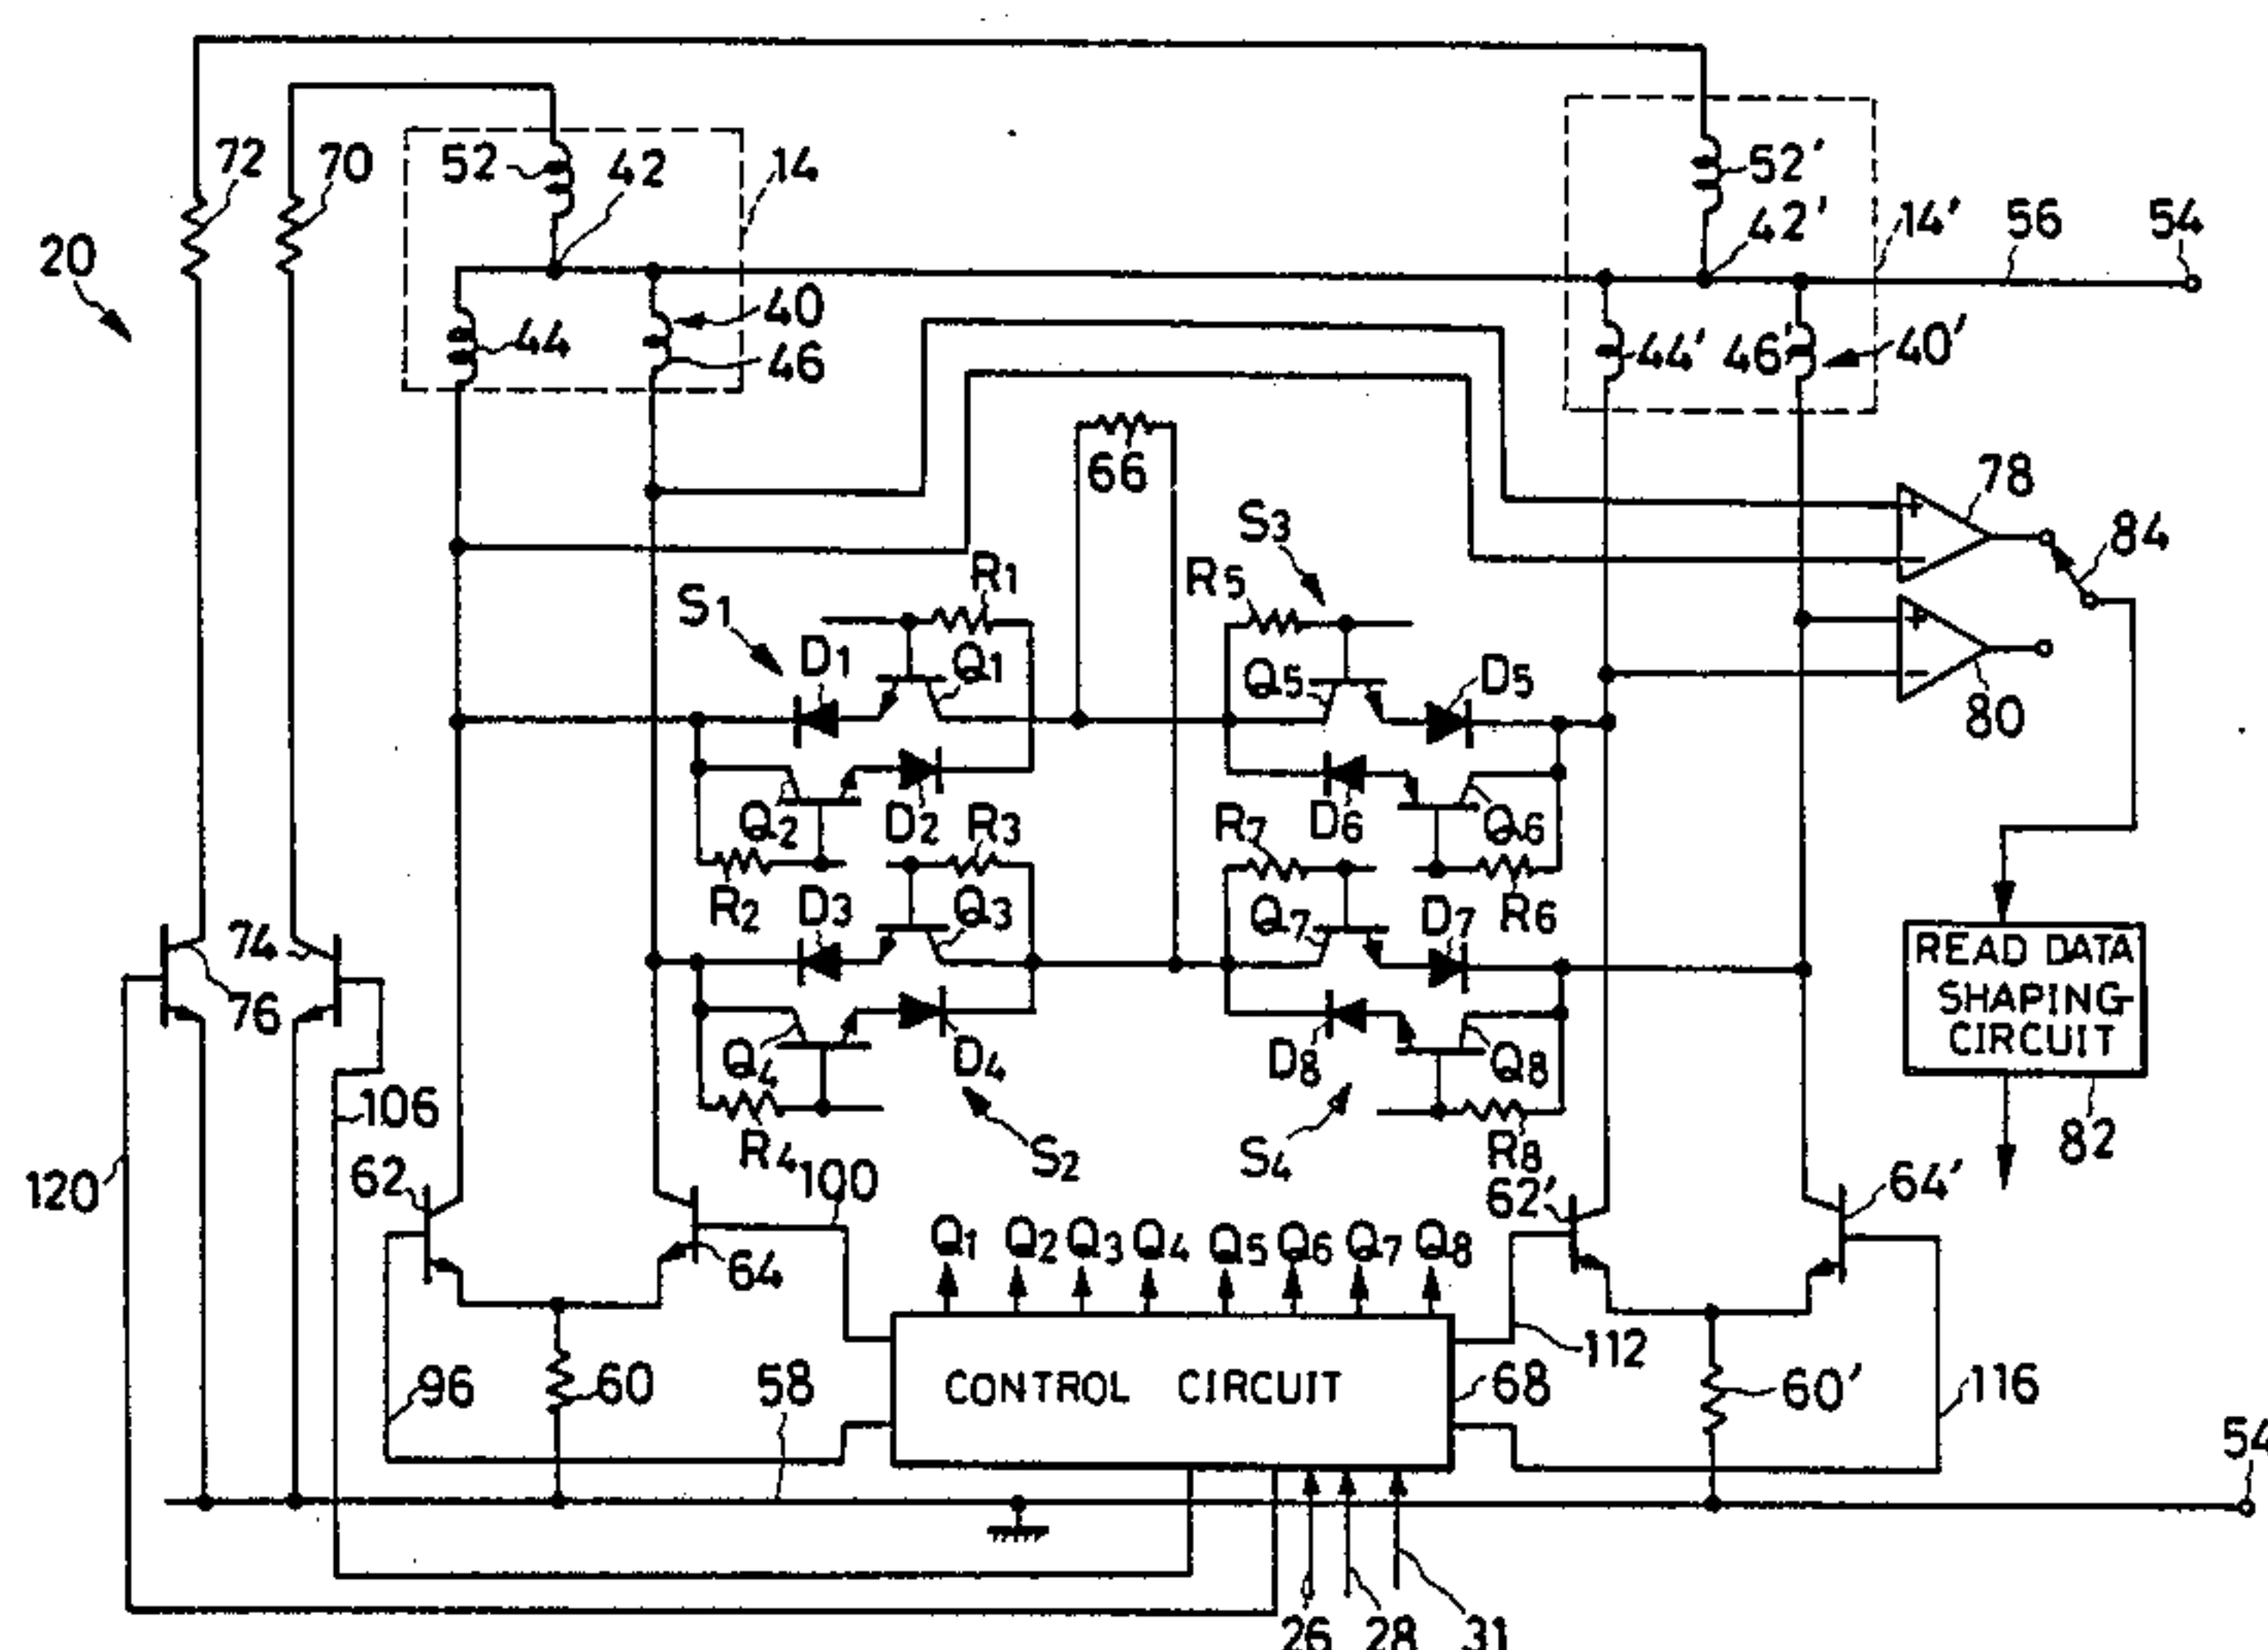 72
70
52
42
14
52'
42'
14'
56
54
20
44
40
46
44'
46'
40'
66
78
84
S3
R1
R5
S1
D1
Q1
Q5
D5
80
Q2
D2
R3
R7
D6
Q6
R2
D3
Q3
Q7
D7
R6
74
76
READ DATA
SHAPING
CIRCUIT
Q4
D4
D8
Q8
106
R4
S2
S4
R8
82
120
62
100
62'
64'
64
Q1 Q2 Q3 Q4 Q5 Q6 Q7 Q8
112
96
60
58
CONTROL CIRCUIT
68
60'
116
54
26
28
31
+
−
+
−